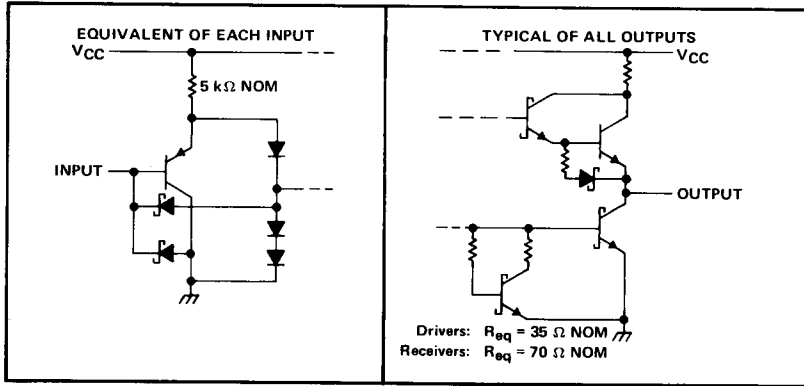 EQUIVALENT OF EACH INPUT
VCC
5 kΩ NOM
INPUT
TYPICAL OF ALL OUTPUTS
VCC
OUTPUT
Drivers: Req = 35 Ω NOM
Receivers: Req = 70 Ω NOM